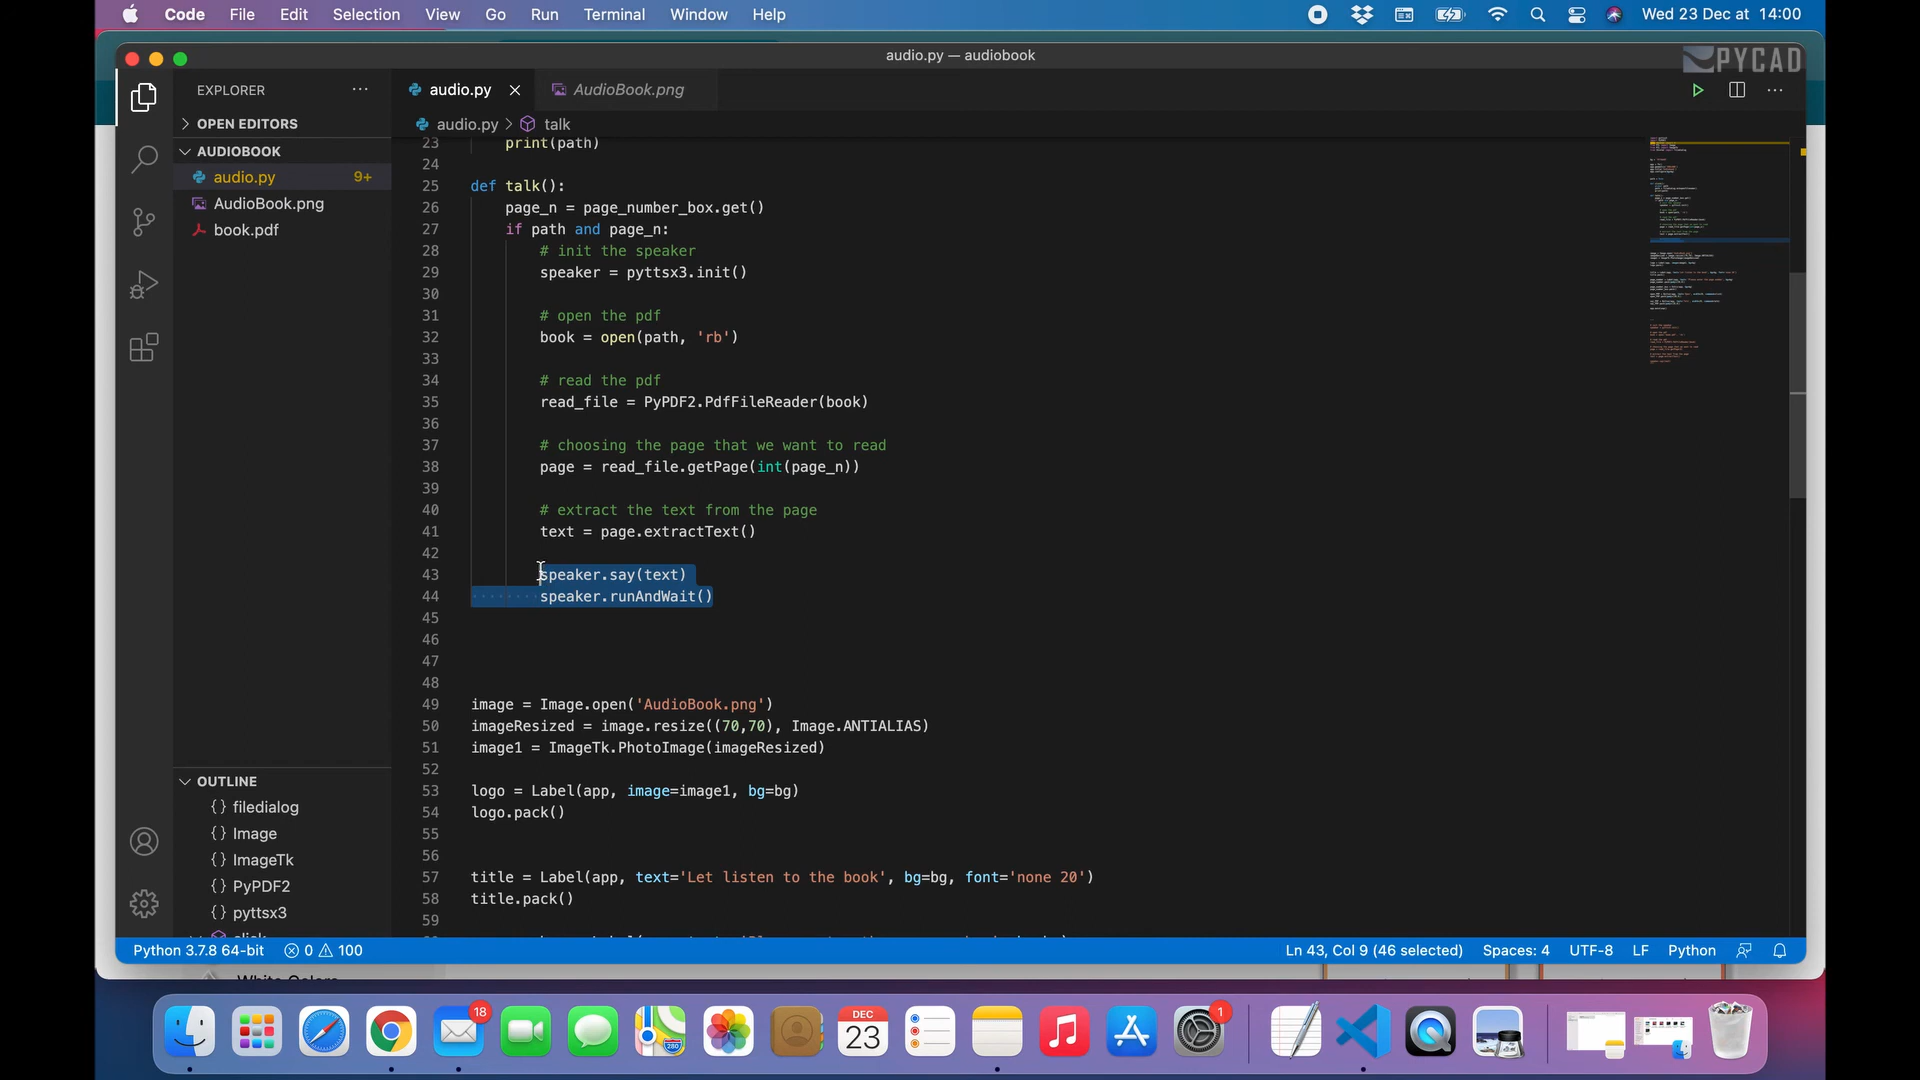 Code File Edit Selection View Go Run Terminal Window Help Wed 23 Dec at 14:00
audio.py — audiobook
PYCAD
EXPLORER
audio.py
AudioBook.png
OPEN EDITORS
audio.py > talk
AUDIOBOOK
audio.py 9+
AudioBook.png
book.pdf
23 print(path)
24
25 def talk():
26 page_n = page_number_box.get()
27 if path and page_n:
28 # init the speaker
29 speaker = pyttsx3.init()
30
31 # open the pdf
32 book = open(path, 'rb')
33
34 # read the pdf
35 read_file = PyPDF2.PdfFileReader(book)
36
37 # choosing the page that we want to read
38 page = read_file.getPage(int(page_n))
39
40 # extract the text from the page
41 text = page.extractText()
42
43 speaker.say(text)
44 speaker.runAndWait()
45
46
47
48
49 image = Image.open('AudioBook.png')
50 imageResized = image.resize((70,70), Image.ANTIALIAS)
51 image1 = ImageTk.PhotoImage(imageResized)
52
53 logo = Label(app, image=image1, bg=bg)
54 logo.pack()
55
56
57 title = Label(app, text='Let listen to the book', bg=bg, font='none 20')
58 title.pack()
59
OUTLINE
{} filedialog
{} Image
{} ImageTk
{} PyPDF2
{} pyttsx3
Python 3.7.8 64-bit 0 100 Ln 43, Col 9 (46 selected) Spaces: 4 UTF-8 LF Python
18
DEC
23
280
1